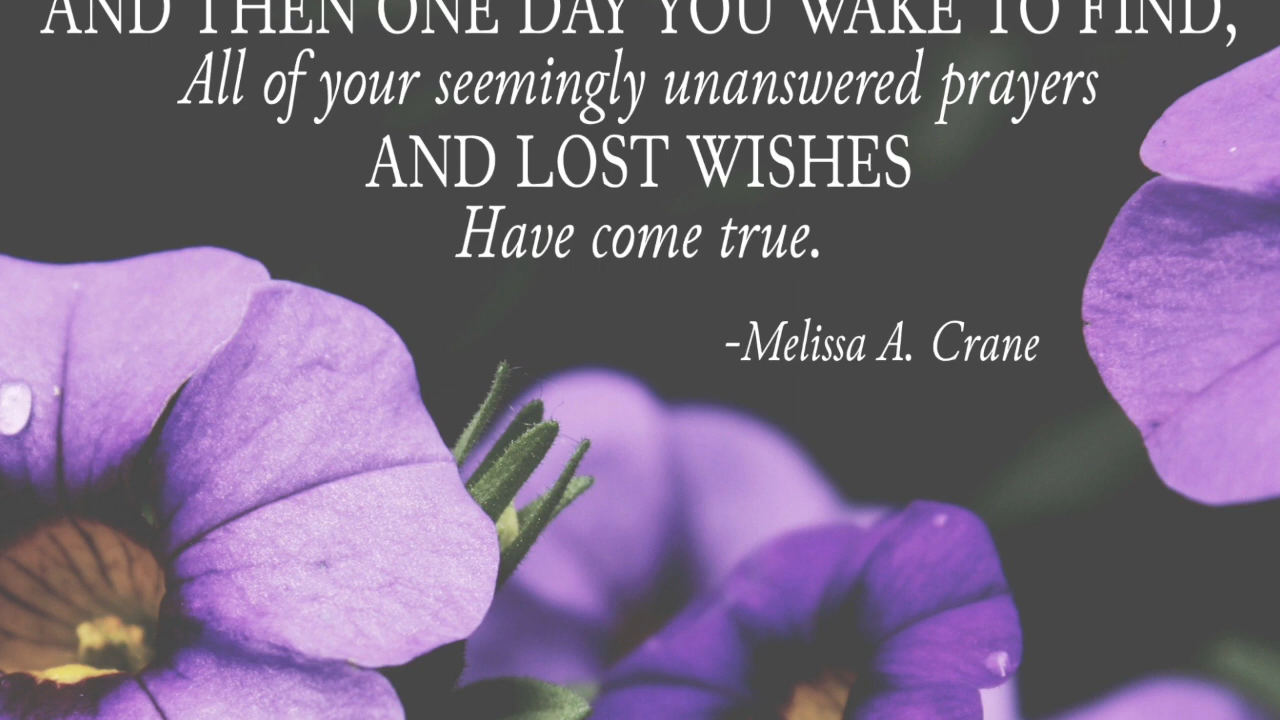 AND THEN ONE DAY YOU WAKE TO FIND,
All of your seemingly unanswered prayers
AND LOST WISHES
Have come true.
-Melissa A. Crane